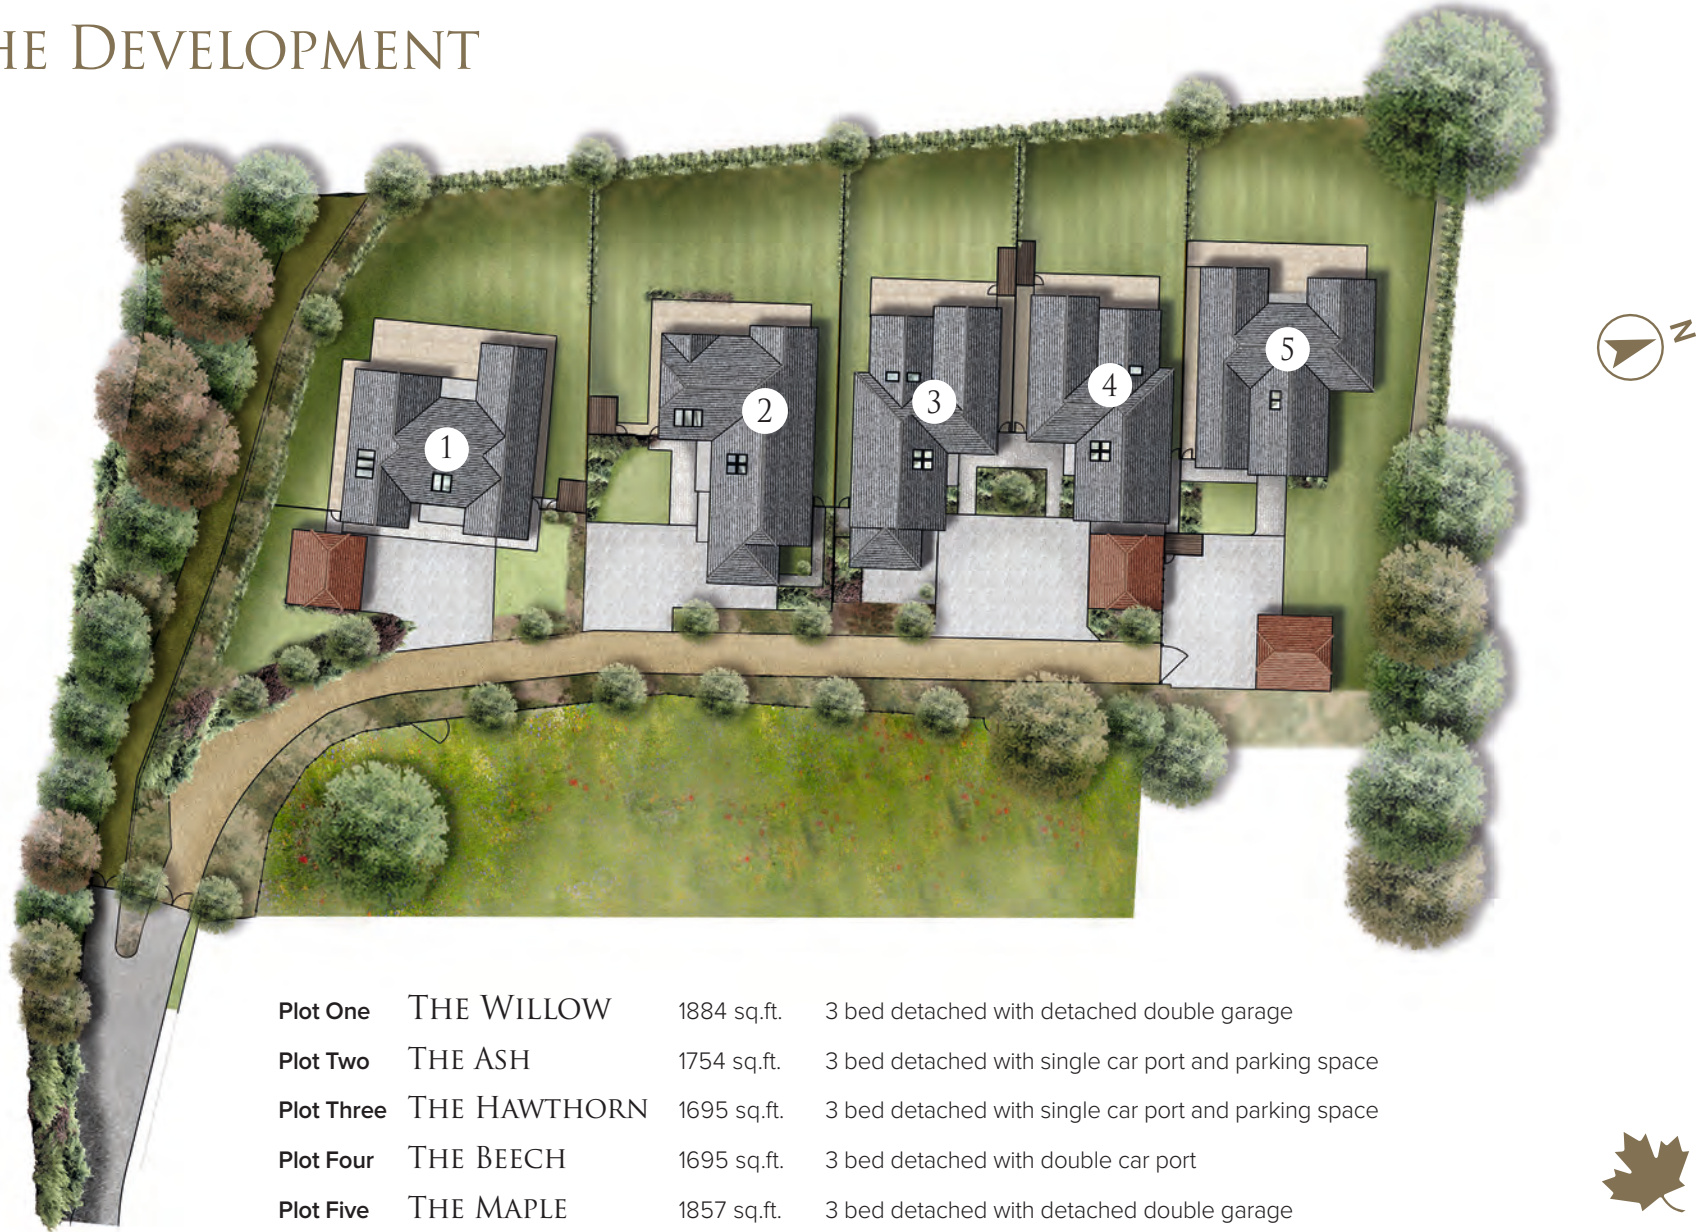 HE DEVELOPMENT
N
1
2
3
4
5
Plot One THE WILLOW 1884 sq.ft. 3 bed detached with detached double garage
Plot Two THE ASH 1754 sq.ft. 3 bed detached with single car port and parking space
Plot Three THE HAWTHORN 1695 sq.ft. 3 bed detached with single car port and parking space
Plot Four THE BEECH 1695 sq.ft. 3 bed detached with double car port
Plot Five THE MAPLE 1857 sq.ft. 3 bed detached with detached double garage